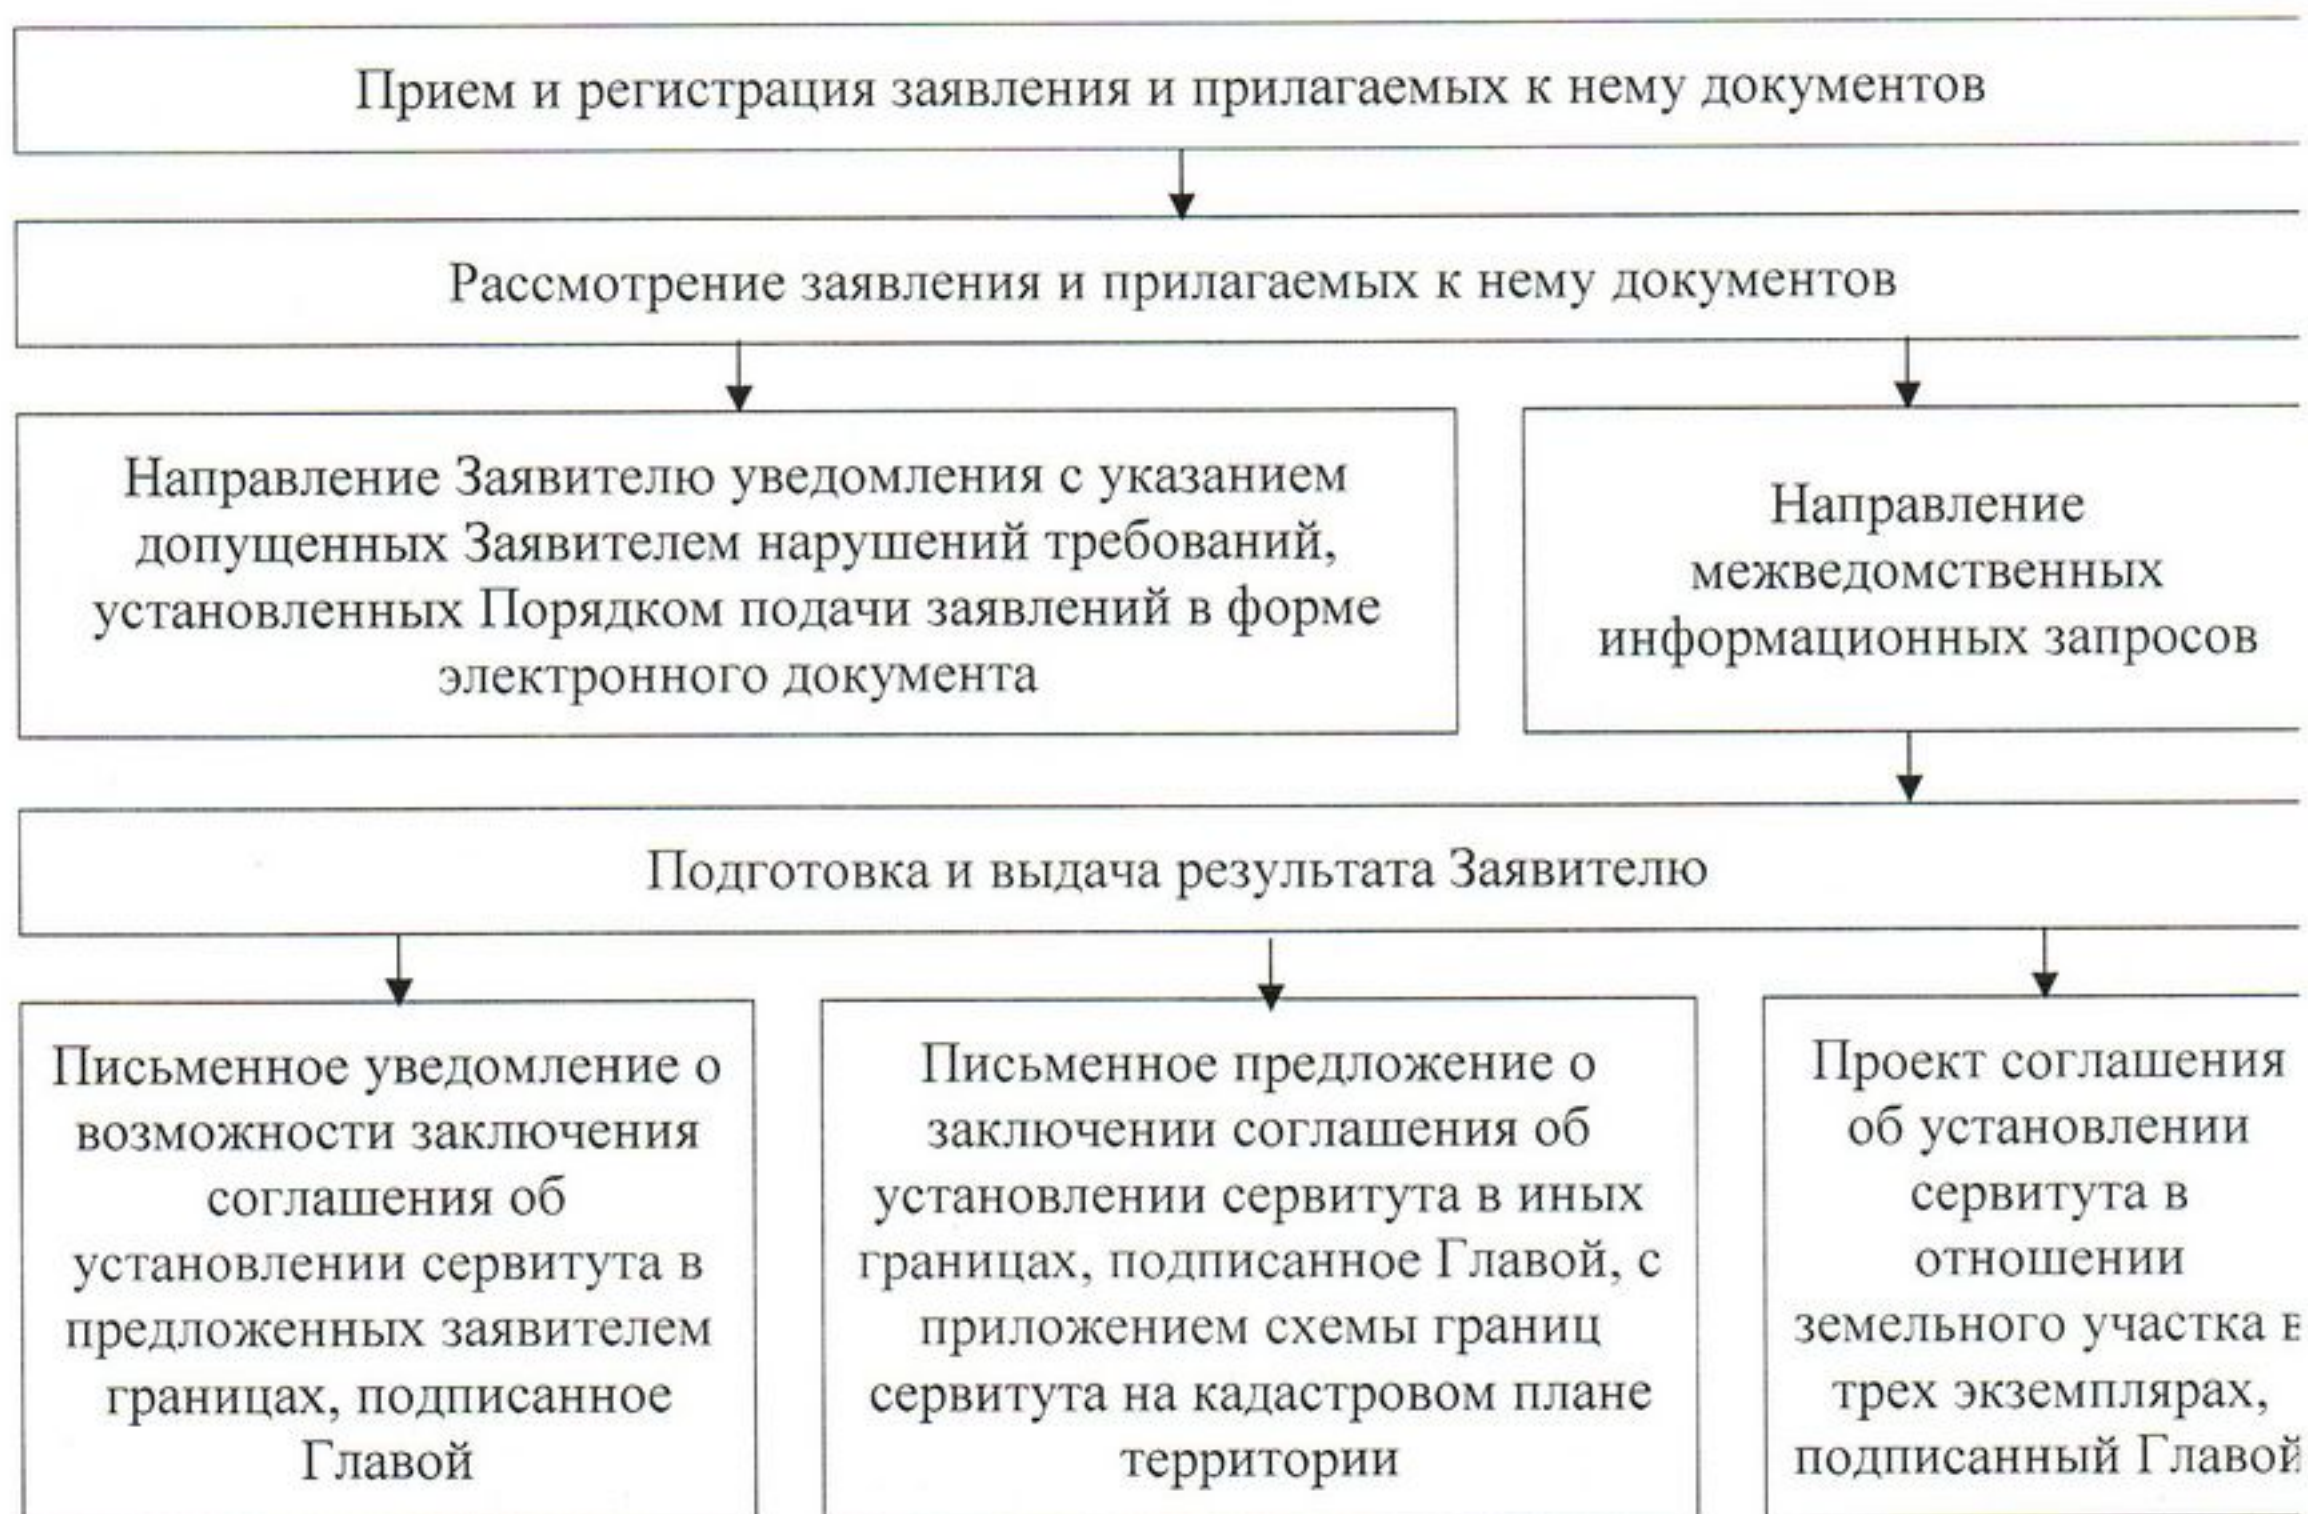 Прием и регистрация заявления и прилагаемых к нему документов
Рассмотрение заявления и прилагаемых к нему документов
Направление Заявителю уведомления с указанием
допущенных Заявителем нарушений требований,
установленных Порядком подачи заявлений в форме
электронного документа
Направление
межведомственных
информационных запросов
Подготовка и выдача результата Заявителю
Письменное уведомление о
возможности заключения
соглашения об
установлении сервитута в
предложенных заявителем
границах, подписанное
Главой
Письменное предложение о
заключении соглашения об
установлении сервитута в иных
границах, подписанное Главой, с
приложением схемы границ
сервитута на кадастровом плане
территории
Проект соглашения
об установлении
сервитута в
отношении
земельного участка в
трех экземплярах,
подписанный Главой